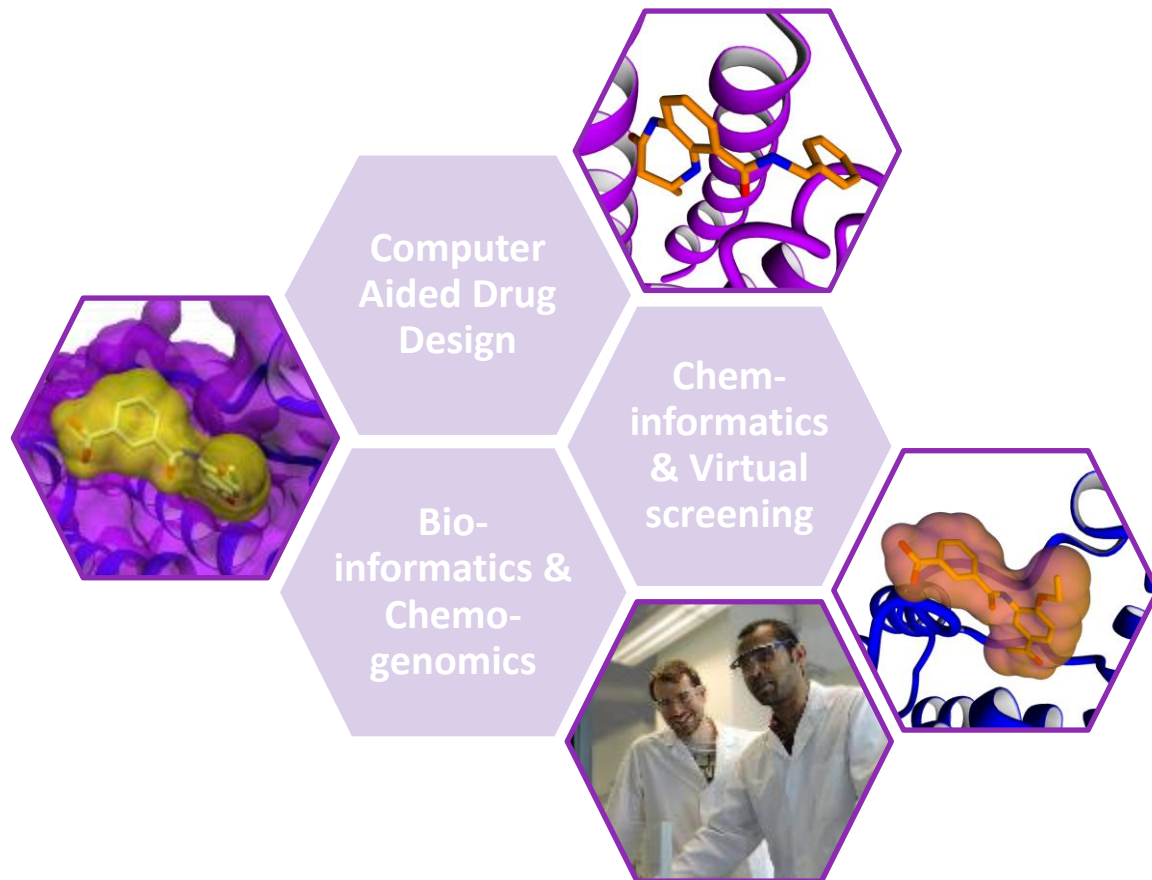 Computer
Aided Drug
Design
Chem-
informatics
& Virtual
screening
Bio-
informatics &
Chemo-
genomics